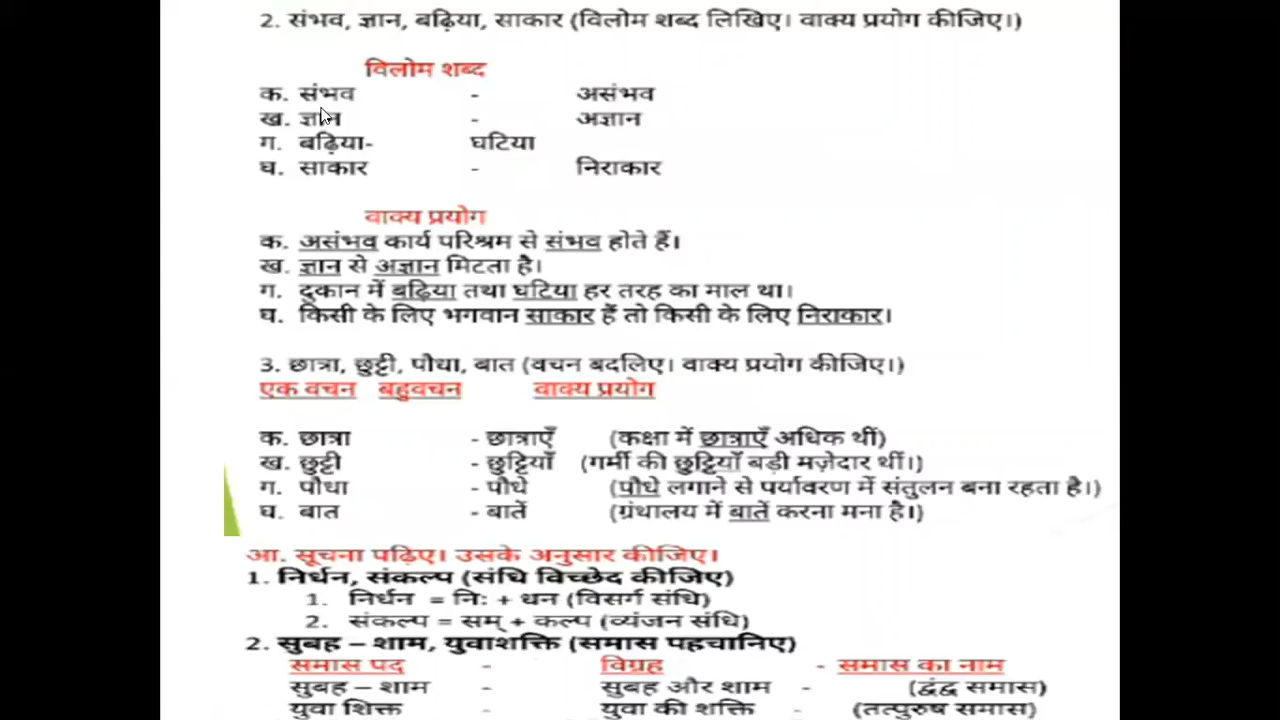 2. संभव, ज्ञान, बढ़िया, साकार (विलोम शब्द लिखिए। वाक्य प्रयोग कीजिए।)
विलोम शब्द
क. संभव - असंभव
ख. ज्ञान - अज्ञान
ग. बढ़िया- घटिया
घ. साकार - निराकार
वाक्य प्रयोग
क. असंभव कार्य परिश्रम से संभव होते हैं।
ख. ज्ञान से अज्ञान मिटता है।
ग. दुकान में बढ़िया तथा घटिया हर तरह का माल था।
घ. किसी के लिए भगवान साकार हैं तो किसी के लिए निराकार।
3. छात्रा, छुट्टी, पौधा, बात (वचन बदलिए। वाक्य प्रयोग कीजिए।)
एक वचन बहुवचन वाक्य प्रयोग
क. छात्रा - छात्राएँ (कक्षा में छात्राएँ अधिक थीं)
ख. छुट्टी - छुट्टियाँ (गर्मी की छुट्टियाँ बड़ी मज़ेदार थीं।)
ग. पौधा - पौधे (पौधे लगाने से पर्यावरण में संतुलन बना रहता है।)
घ. बात - बातें (ग्रंथालय में बातें करना मना है।)
आ. सूचना पढ़िए। उसके अनुसार कीजिए।
1. निर्धन, संकल्प (संधि विच्छेद कीजिए)
1. निर्धन = निः + धन (विसर्ग संधि)
2. संकल्प = सम् + कल्प (व्यंजन संधि)
2. सुबह – शाम, युवाशक्ति (समास पहचानिए)
समास पद - विग्रह - समास का नाम
सुबह – शाम - सुबह और शाम - (द्वंद्व समास)
युवा शिक्त - युवा की शक्ति - (तत्पुरुष समास)